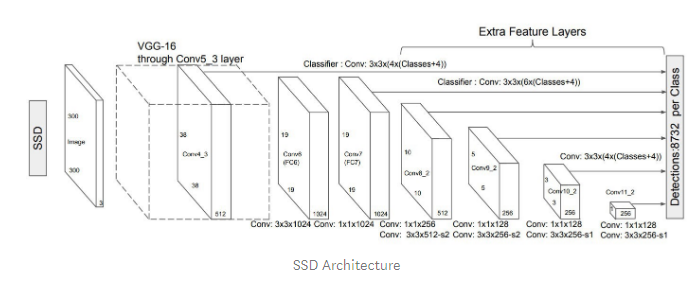 Extra Feature Layers
VGG-16
through Conv5_3 layer
Classifier : Conv: 3x3x(4x(Classes+4))
Classifier : Conv: 3x3x(6x(Classes+4))
SSD
300
Image
300
3
38
Conv4_3
38
512
19
Conv6
(FC6)
19
1024
19
Conv7
(FC7)
19
1024
10
Conv8_2
10
512
5
Conv9_2
5
256
Conv: 3x3x(4x(Classes+4))
3
Conv10_2
3
256
Conv11_2
256
Detections:8732 per Class
Conv: 3x3x1024
Conv: 1x1x1024
Conv: 1x1x256
Conv: 3x3x512-s2
Conv: 1x1x128
Conv: 3x3x256-s2
Conv: 1x1x128
Conv: 3x3x256-s1
Conv: 1x1x128
Conv: 3x3x256-s1
SSD Architecture